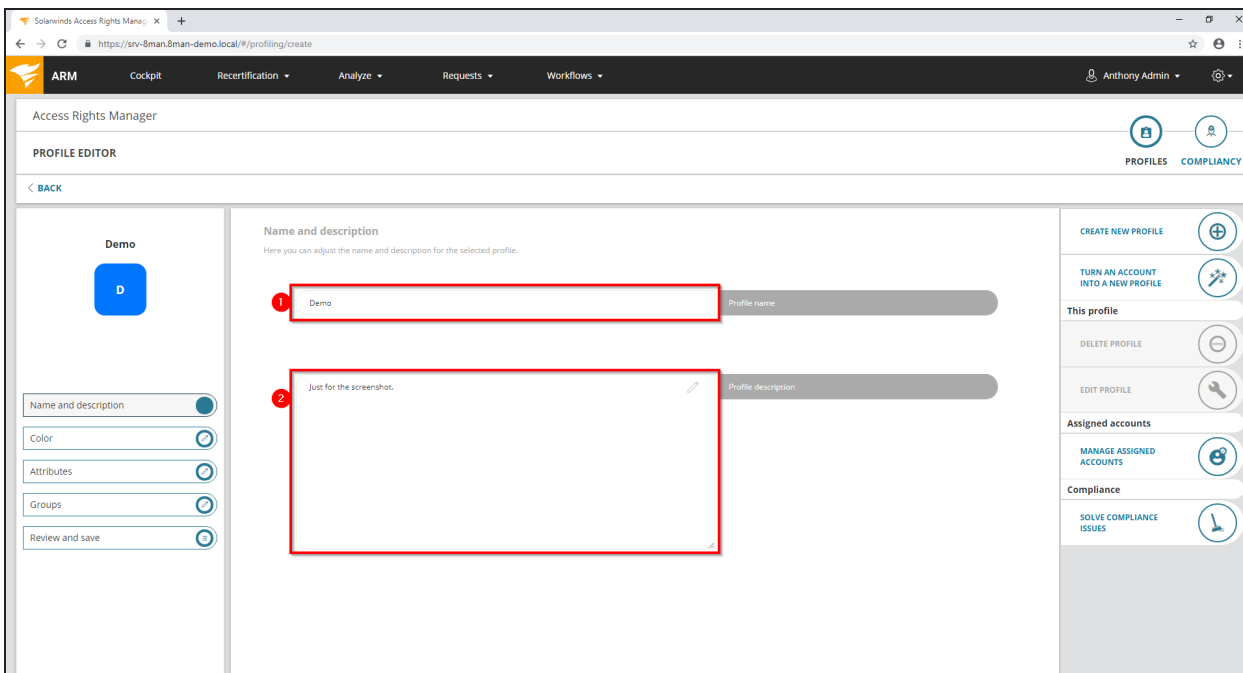 Solarwinds Access Rights Manag
https://srv-8man.8man-demo.local/#/profiling/create
ARM Cockpit Recertification Analyze Requests Workflows Anthony Admin
Access Rights Manager
PROFILE EDITOR
PROFILES COMPLIANCY
< BACK
Demo
D
Name and description
Color
Attributes
Groups
Review and save
Name and description
Here you can adjust the name and description for the selected profile.
1 Demo Profile name
2 Just for the screenshot. Profile description
CREATE NEW PROFILE
TURN AN ACCOUNT
INTO A NEW PROFILE
This profile
DELETE PROFILE
EDIT PROFILE
Assigned accounts
MANAGE ASSIGNED
ACCOUNTS
Compliance
SOLVE COMPLIANCE
ISSUES